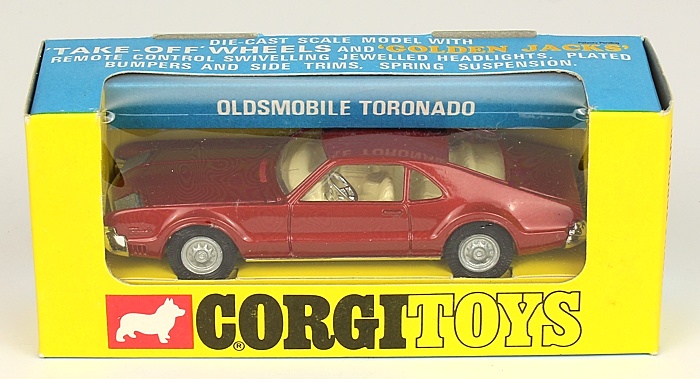 DIE-CAST SCALE MODEL WITH
'TAKE-OFF' WHEELS AND 'GOLDEN JACKS'
REMOTE CONTROL SWIVELLING JEWELLED HEADLIGHTS. PLATED
BUMPERS AND SIDE TRIMS. SPRING SUSPENSION.
OLDSMOBILE TORONADO
CORGI TOYS
®